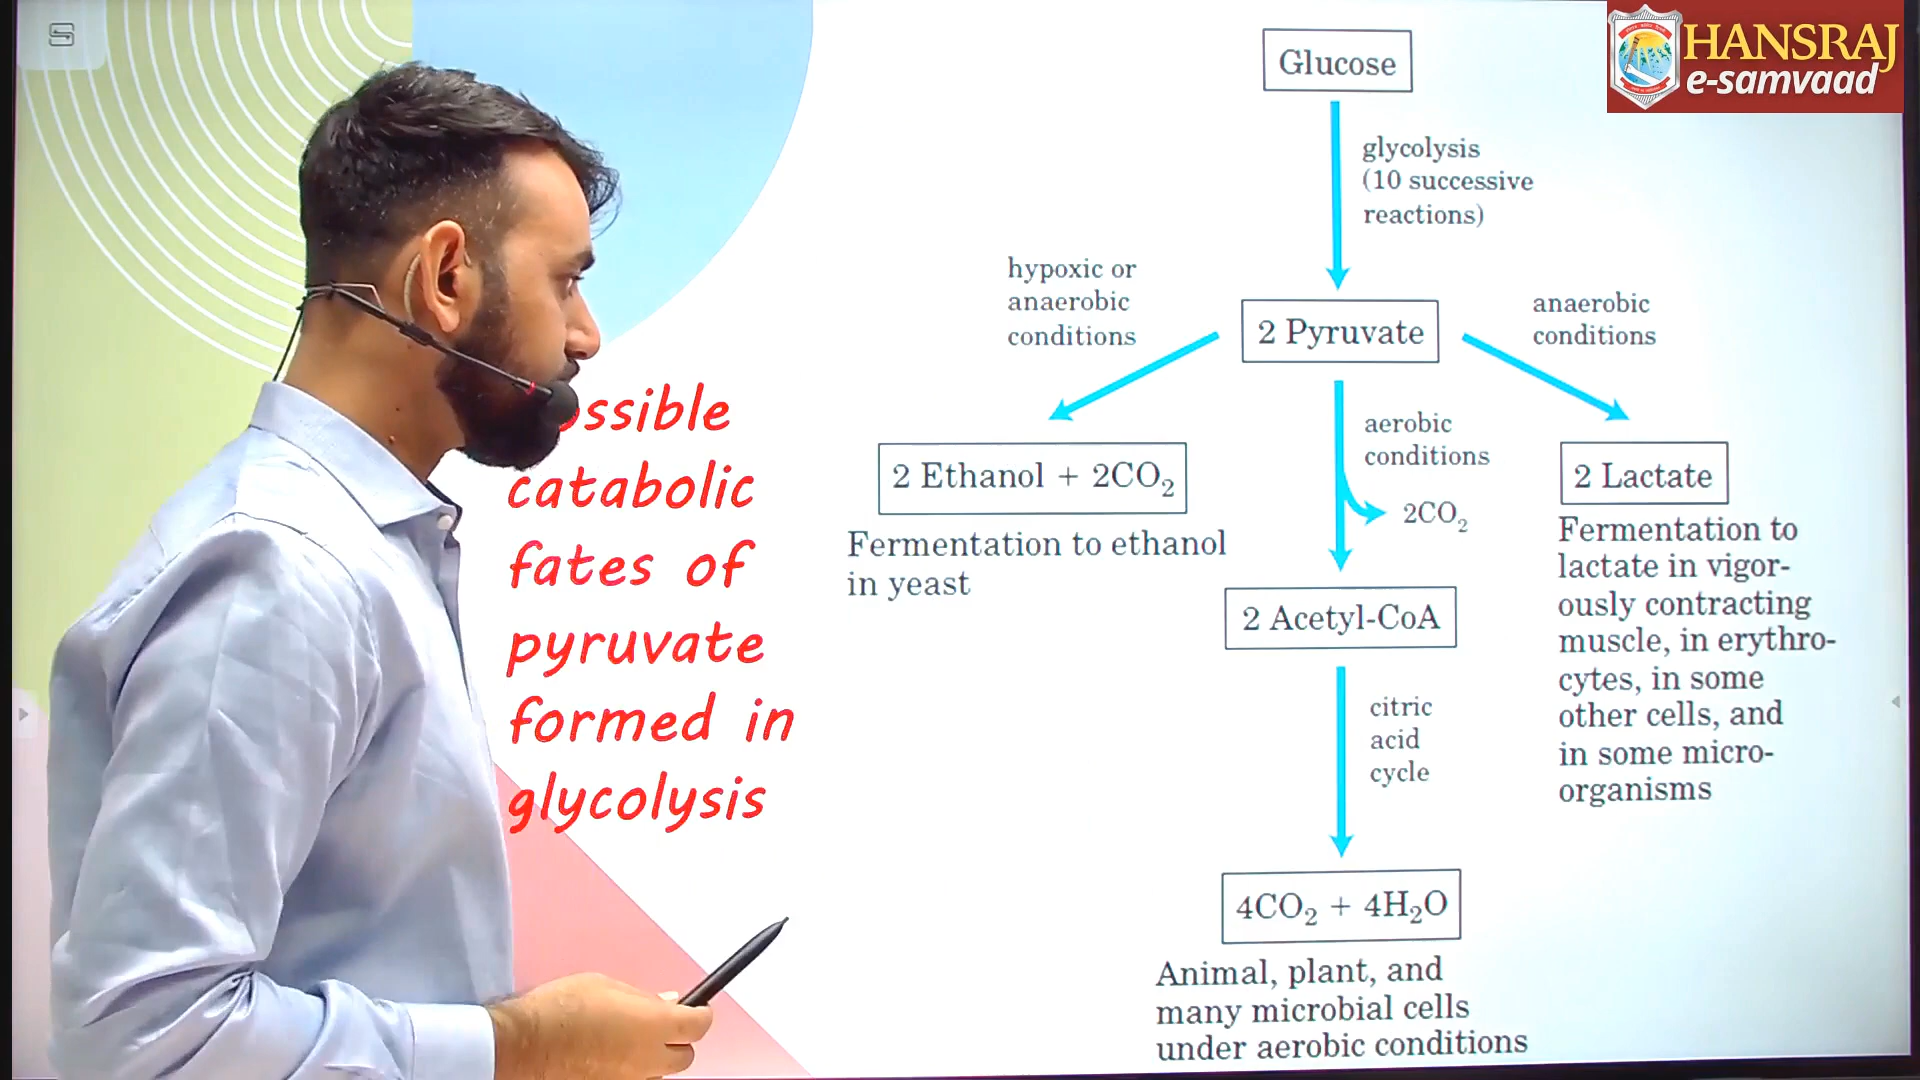 HANSRAJ
e-samvaad
Glucose
glycolysis
(10 successive
reactions)
hypoxic or
anaerobic
conditions
2 Pyruvate
anaerobic
conditions
aerobic
conditions
2 Ethanol + 2CO₂
2CO₂
2 Lactate
Fermentation to ethanol
in yeast
Fermentation to
lactate in vigor-
ously contracting
muscle, in erythro-
cytes, in some
other cells, and
in some micro-
organisms
2 Acetyl-CoA
citric
acid
cycle
4CO₂ + 4H₂O
Animal, plant, and
many microbial cells
under aerobic conditions
catabolic
fates of
pyruvate
formed in
glycolysis